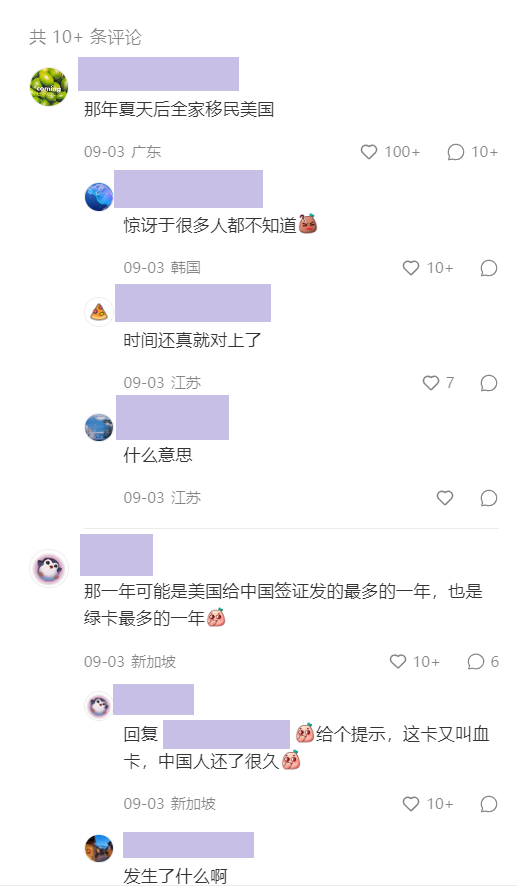 共 10+ 条评论
coming
那年夏天后全家移民美国
09-03 广东 100+ 10+
惊讶于很多人都不知道
09-03 韩国 10+
时间还真就对上了
09-03 江苏 7
什么意思
09-03 江苏
那一年可能是美国给中国签证发的最多的一年，也是
绿卡最多的一年
09-03 新加坡 10+ 6
回复 给个提示，这卡又叫血
卡，中国人还了很久
09-03 新加坡 10+
发生了什么啊